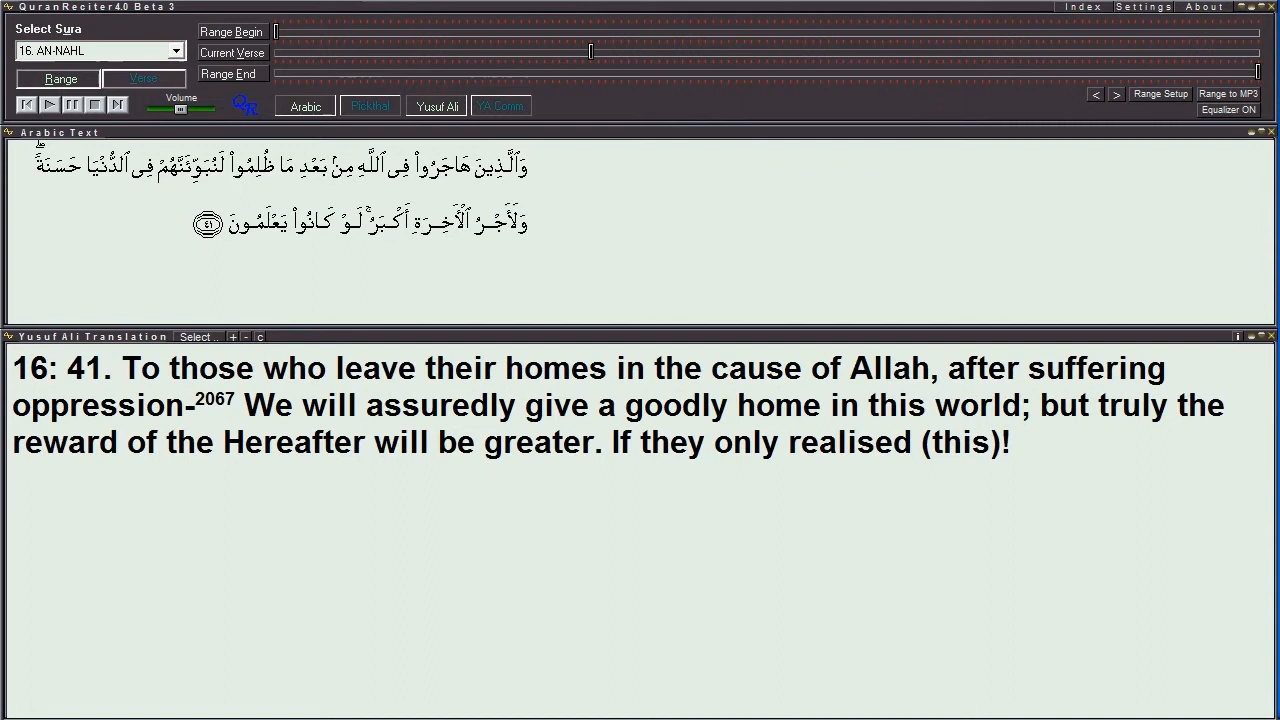 QuranReciter4.0 Beta 3
Index Settings About
Select Sura
16. AN-NAHL
Range Verse
Volume
Range Begin
Current Verse
Range End
QR
Arabic Pickthal Yusuf Ali YA Comm.
< > Range Setup Range to MP3
Equalizer ON
Arabic Text
وَٱلَّذِينَ هَاجَرُوا۟ فِى ٱللَّهِ مِنۢ بَعْدِ مَا ظُلِمُوا۟ لَنُبَوِّئَنَّهُمْ فِى ٱلدُّنْيَا حَسَنَةًۖ
وَلَأَجْرُ ٱلْأَخِرَةِ أَكْبَرُۚ لَوْ كَانُوا۟ يَعْلَمُونَ ٤١
Yusuf Ali Translation Select .. + - c i
16: 41. To those who leave their homes in the cause of Allah, after suffering
oppression-2067 We will assuredly give a goodly home in this world; but truly the
reward of the Hereafter will be greater. If they only realised (this)!